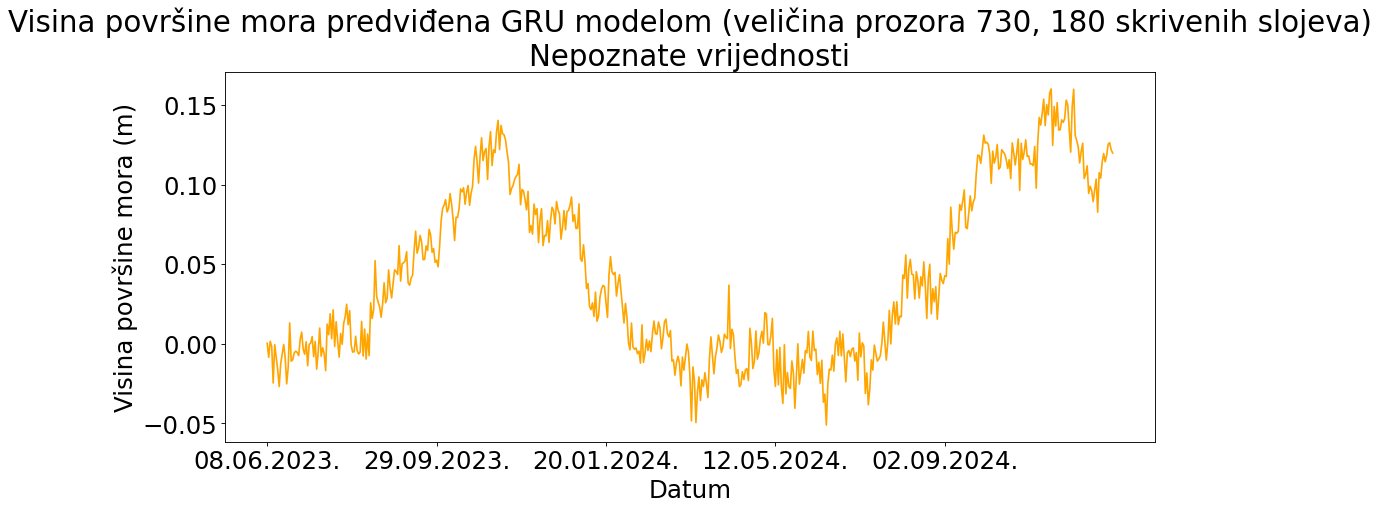 Visina površine mora predviđena GRU modelom (veličina prozora 730, 180 skrivenih slojeva)
Nepoznate vrijednosti
Visina površine mora (m)
0.15
0.10
0.05
0.00
−0.05
08.06.2023. 29.09.2023. 20.01.2024. 12.05.2024. 02.09.2024.
Datum